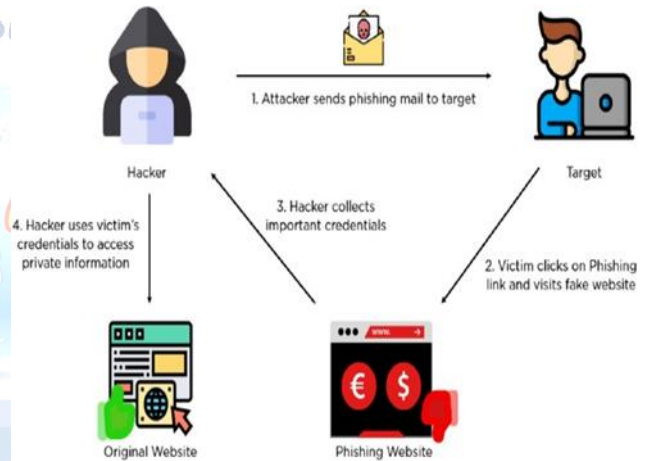 1. Attacker sends phishing mail to target
Hacker
Target
3. Hacker collects
important credentials
4. Hacker uses victim's
credentials to access
private information
2. Victim clicks on Phishing
link and visits fake website
www.
Original Website
Phishing Website